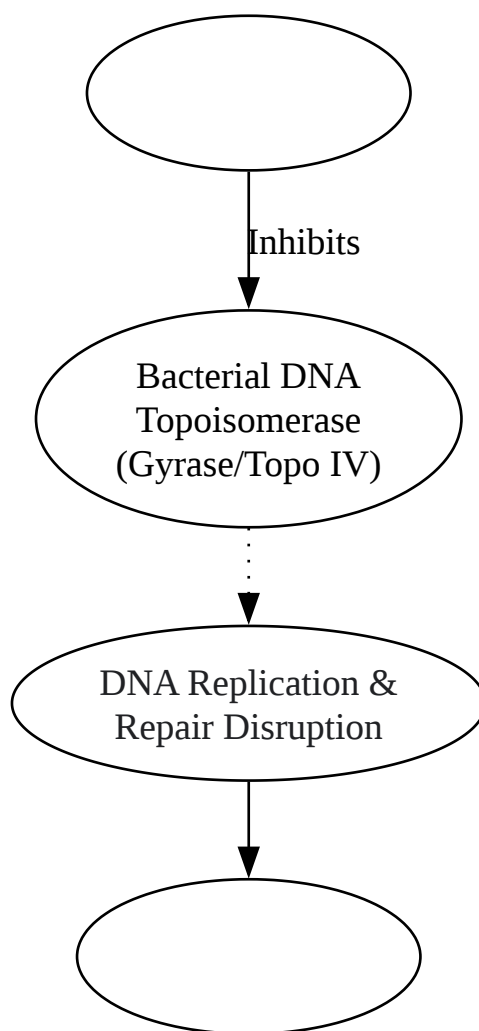 Inhibits
Bacterial DNA
Topoisomerase
(Gyrase/Topo IV)
DNA Replication &
Repair Disruption